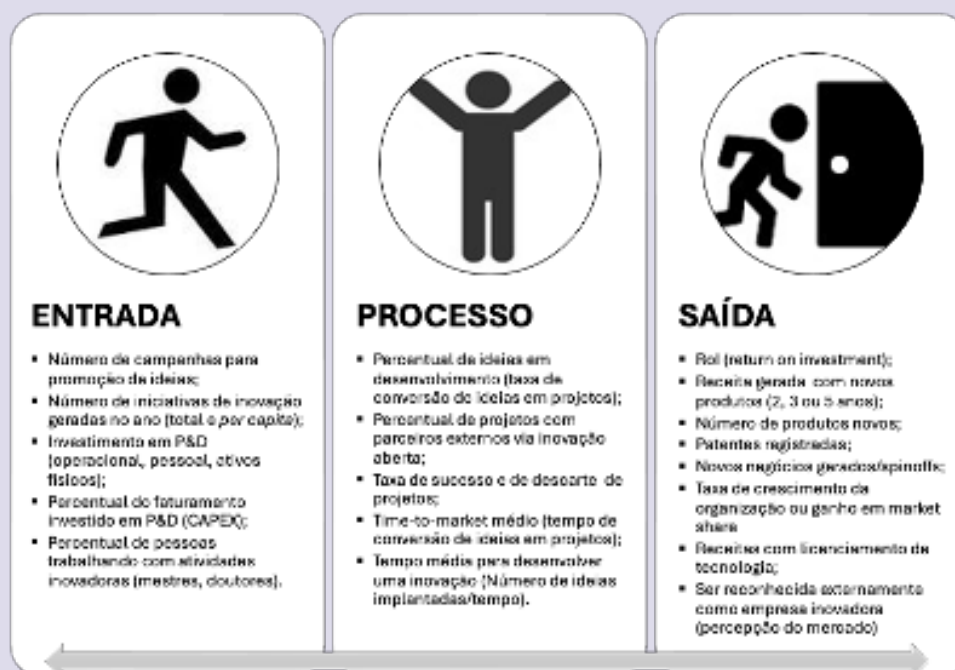 ENTRADA
▪ Número de campanhas para
promoção de ideias;
▪ Número de iniciativas de inovação
geradas no ano (total e per capita);
▪ Investimento em P&D
(operacional, pessoal, ativos
físicos);
▪ Percentual do faturamento
investido em P&D (CAPEX);
▪ Percentual de pessoas
trabalhando com atividades
inovadoras (mestres, doutores).
PROCESSO
▪ Percentual de ideias em
desenvolvimento (taxa de
conversão de ideias em projetos);
▪ Percentual de projetos com
parceiros externos via inovação
aberta;
▪ Taxa de sucesso e de descarte de
projetos;
▪ Time-to-market médio (tempo de
conversão de ideias em projetos);
▪ Tempo média para desenvolver
uma inovação (Número de ideias
implantadas/tempo).
SAÍDA
▪ RoI (return on investment);
▪ Receita gerada com novos
produtos (2, 3 ou 5 anos);
▪ Número de produtos novos;
▪ Patentes registradas;
▪ Novos negócios gerados/spinoffs;
▪ Taxa de crescimento da
organização ou ganho em market
share
▪ Receitas com licenciamento de
tecnologia;
▪ Ser reconhecida externamente
como empresa inovadora
(percepção do mercado)